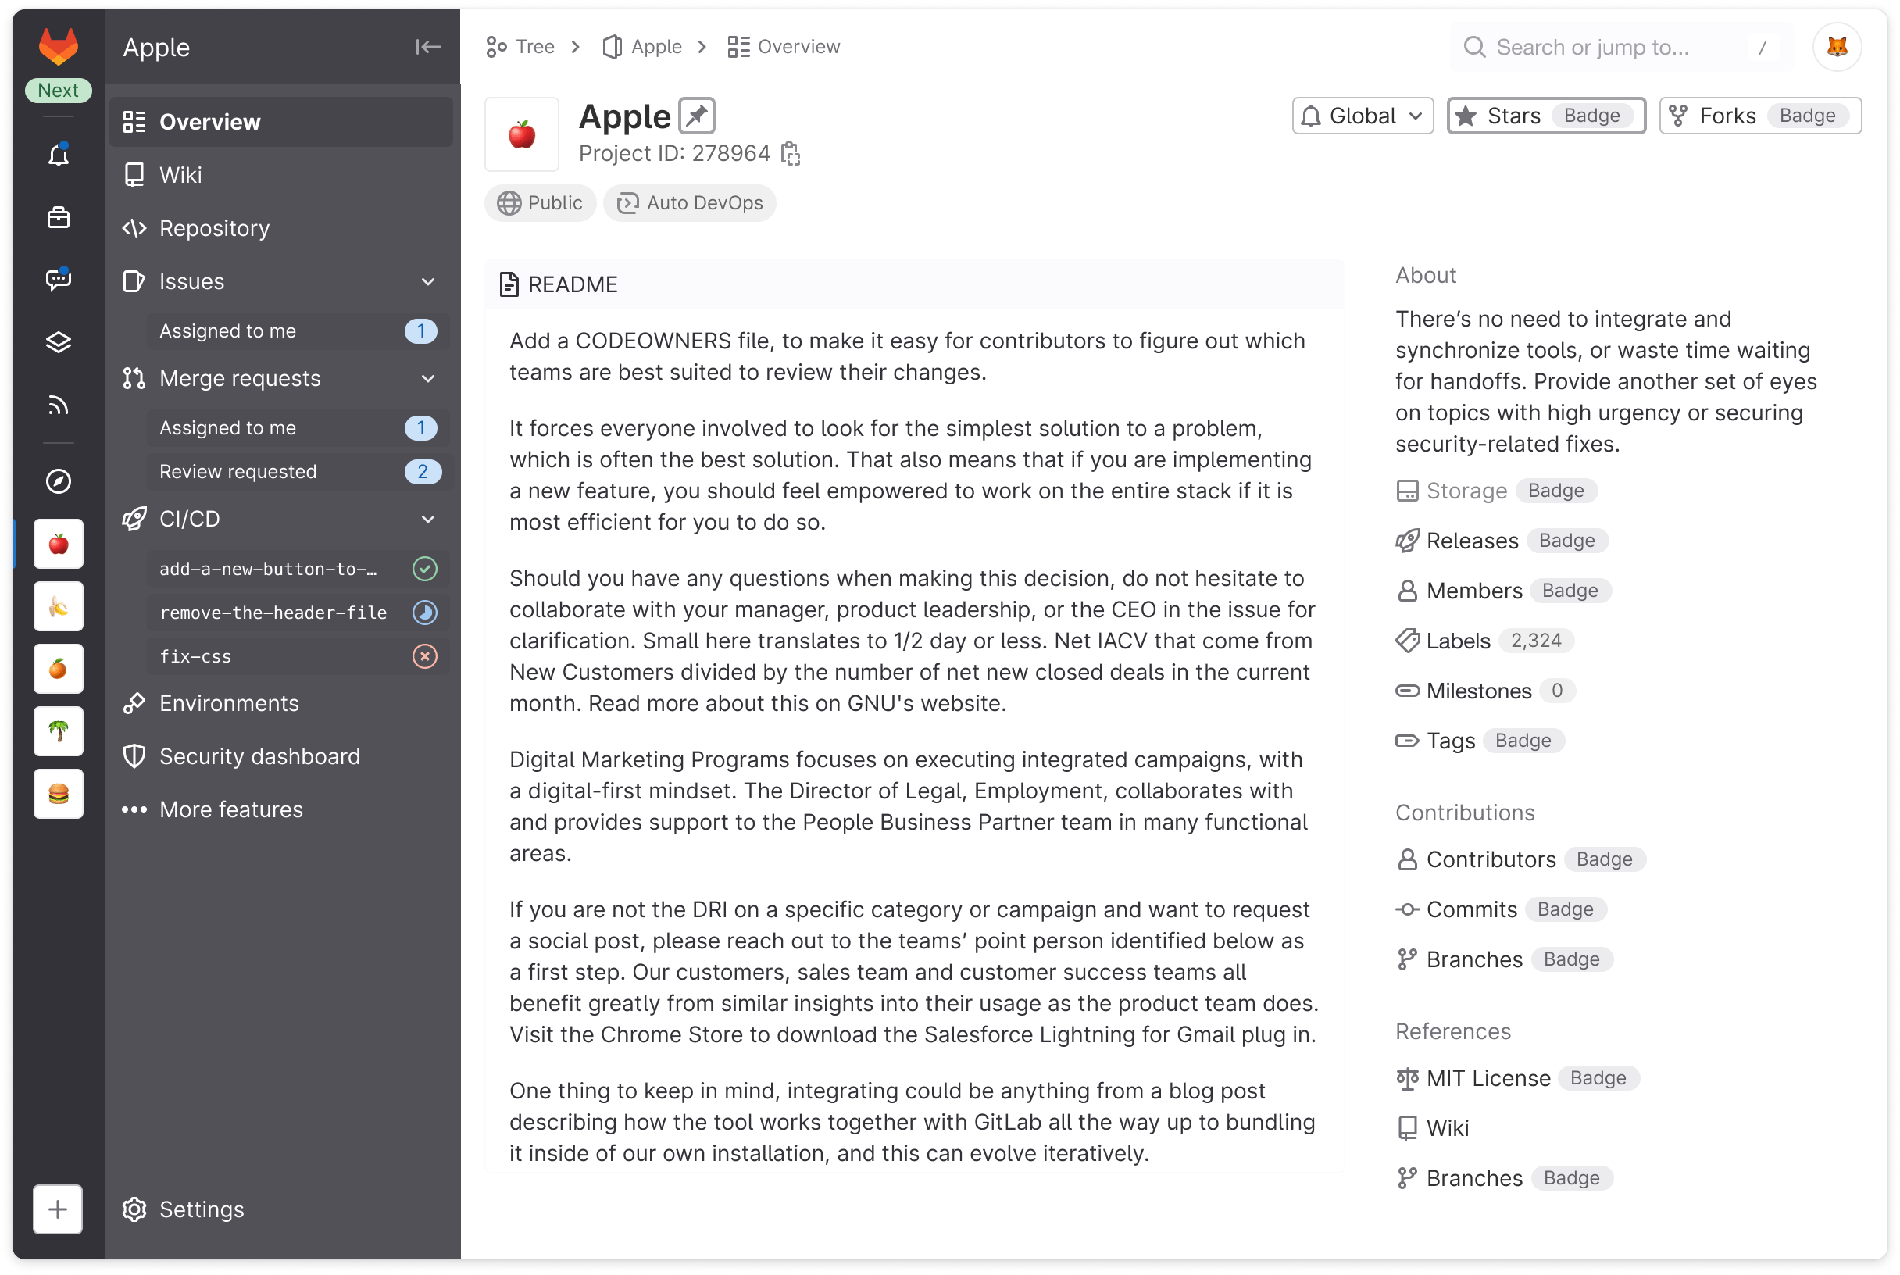 Next
Apple
Overview
Wiki
Repository
Issues
Assigned to me 1
Merge requests
Assigned to me 1
Review requested 2
CI/CD
add-a-new-button-to-…
remove-the-header-file
fix-css
Environments
Security dashboard
More features
Settings
Tree > Apple > Overview
Search or jump to... /
Apple
Project ID: 278964
Public Auto DevOps
Global Stars Badge Forks Badge
README
Add a CODEOWNERS file, to make it easy for contributors to figure out which
teams are best suited to review their changes.
It forces everyone involved to look for the simplest solution to a problem,
which is often the best solution. That also means that if you are implementing
a new feature, you should feel empowered to work on the entire stack if it is
most efficient for you to do so.
Should you have any questions when making this decision, do not hesitate to
collaborate with your manager, product leadership, or the CEO in the issue for
clarification. Small here translates to 1/2 day or less. Net IACV that come from
New Customers divided by the number of net new closed deals in the current
month. Read more about this on GNU's website.
Digital Marketing Programs focuses on executing integrated campaigns, with
a digital-first mindset. The Director of Legal, Employment, collaborates with
and provides support to the People Business Partner team in many functional
areas.
If you are not the DRI on a specific category or campaign and want to request
a social post, please reach out to the teams’ point person identified below as
a first step. Our customers, sales team and customer success teams all
benefit greatly from similar insights into their usage as the product team does.
Visit the Chrome Store to download the Salesforce Lightning for Gmail plug in.
One thing to keep in mind, integrating could be anything from a blog post
describing how the tool works together with GitLab all the way up to bundling
it inside of our own installation, and this can evolve iteratively.
About
There’s no need to integrate and
synchronize tools, or waste time waiting
for handoffs. Provide another set of eyes
on topics with high urgency or securing
security-related fixes.
Storage Badge
Releases Badge
Members Badge
Labels 2,324
Milestones 0
Tags Badge
Contributions
Contributors Badge
Commits Badge
Branches Badge
References
MIT License Badge
Wiki
Branches Badge